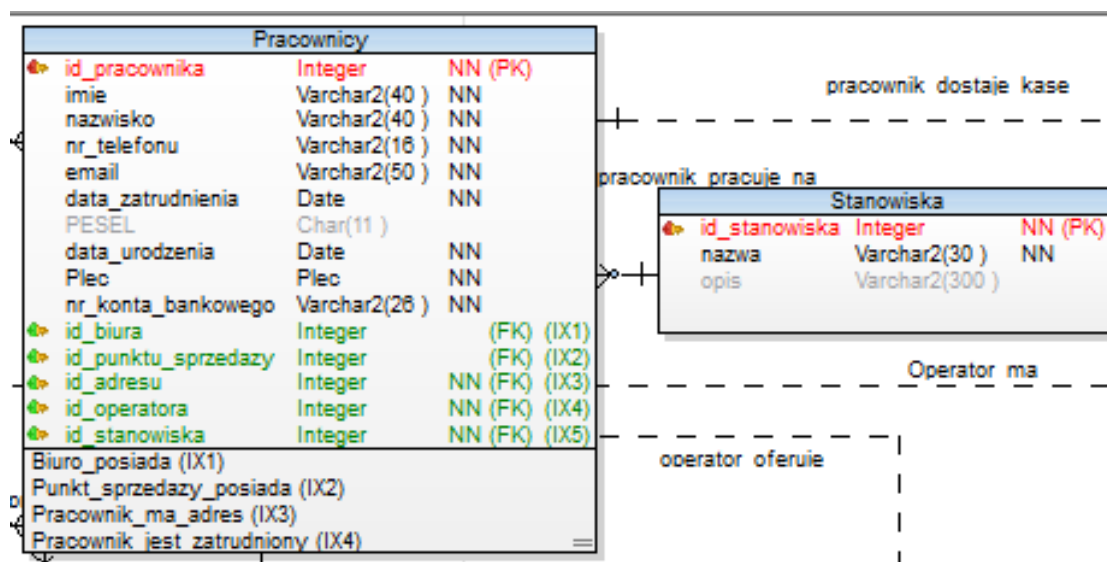 Pracownicy
id_pracownika Integer NN (PK)
imie Varchar2(40 ) NN
nazwisko Varchar2(40 ) NN
nr_telefonu Varchar2(16 ) NN
email Varchar2(50 ) NN
data_zatrudnienia Date NN
PESEL Char(11 )
data_urodzenia Date NN
Plec Plec NN
nr_konta_bankowego Varchar2(26 ) NN
id_biura Integer (FK) (IX1)
id_punktu_sprzedazy Integer (FK) (IX2)
id_adresu Integer NN (FK) (IX3)
id_operatora Integer NN (FK) (IX4)
id_stanowiska Integer NN (FK) (IX5)
Biuro_posiada (IX1)
Punkt_sprzedazy_posiada (IX2)
Pracownik_ma_adres (IX3)
Pracownik_jest_zatrudniony (IX4)
pracownik dostaje kase
pracownik pracuje na
Stanowiska
id_stanowiska Integer NN (PK)
nazwa Varchar2(30 ) NN
opis Varchar2(300 )
Operator ma
operator oferuje